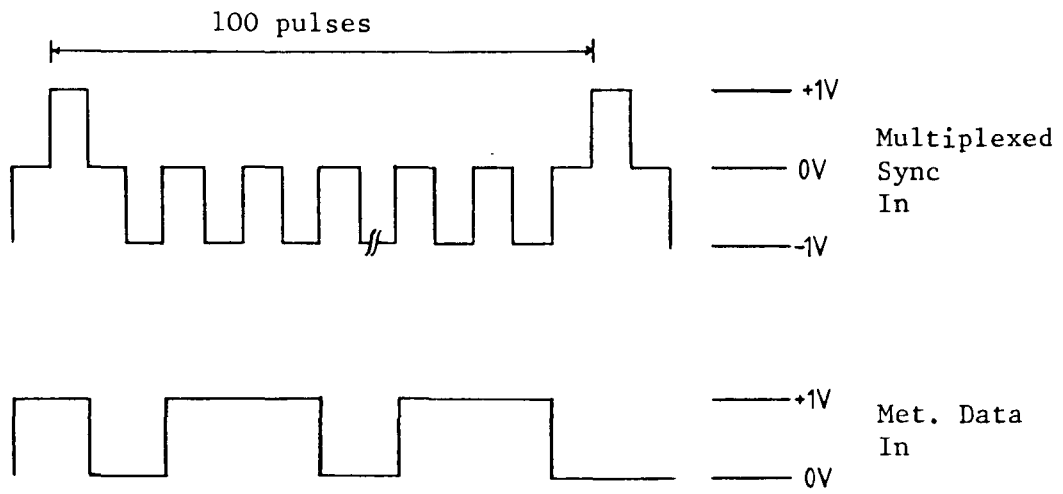 100 pulses
+1V
Multiplexed
0V
Sync
In
-1V
+1V
Met. Data
In
0V